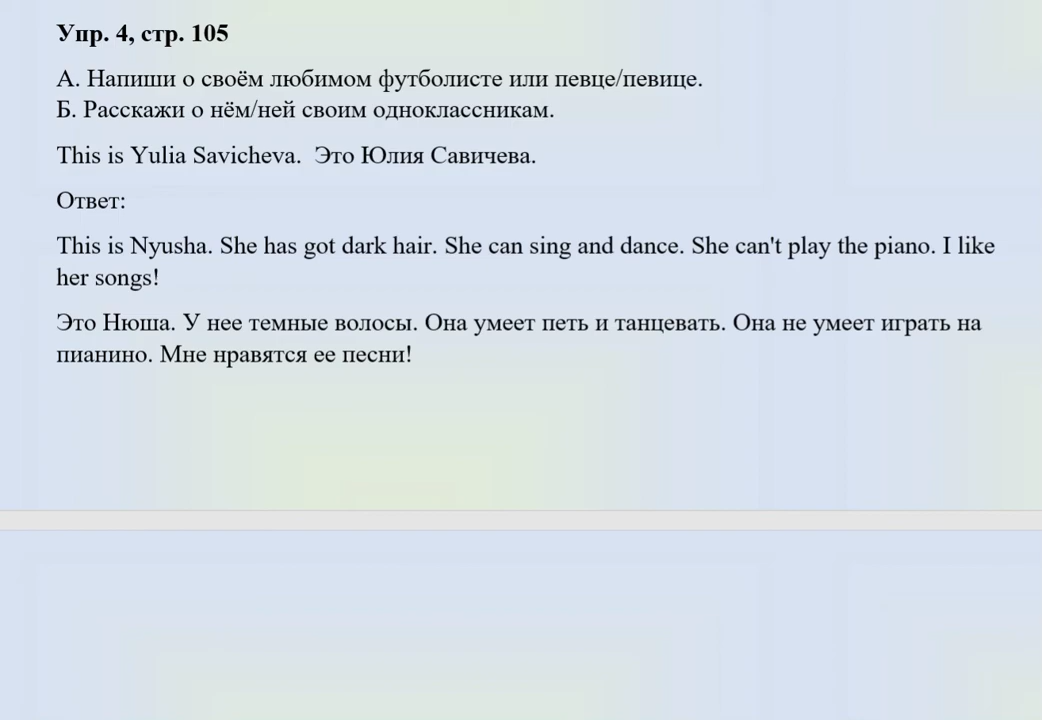 Упр. 4, стр. 105
А. Напиши о своём любимом футболисте или певце/певице.
Б. Расскажи о нём/ней своим одноклассникам.
This is Yulia Savicheva.  Это Юлия Савичева.
Ответ:
This is Nyusha. She has got dark hair. She can sing and dance. She can't play the piano. I like
her songs!
Это Нюша. У нее темные волосы. Она умеет петь и танцевать. Она не умеет играть на
пианино. Мне нравятся ее песни!